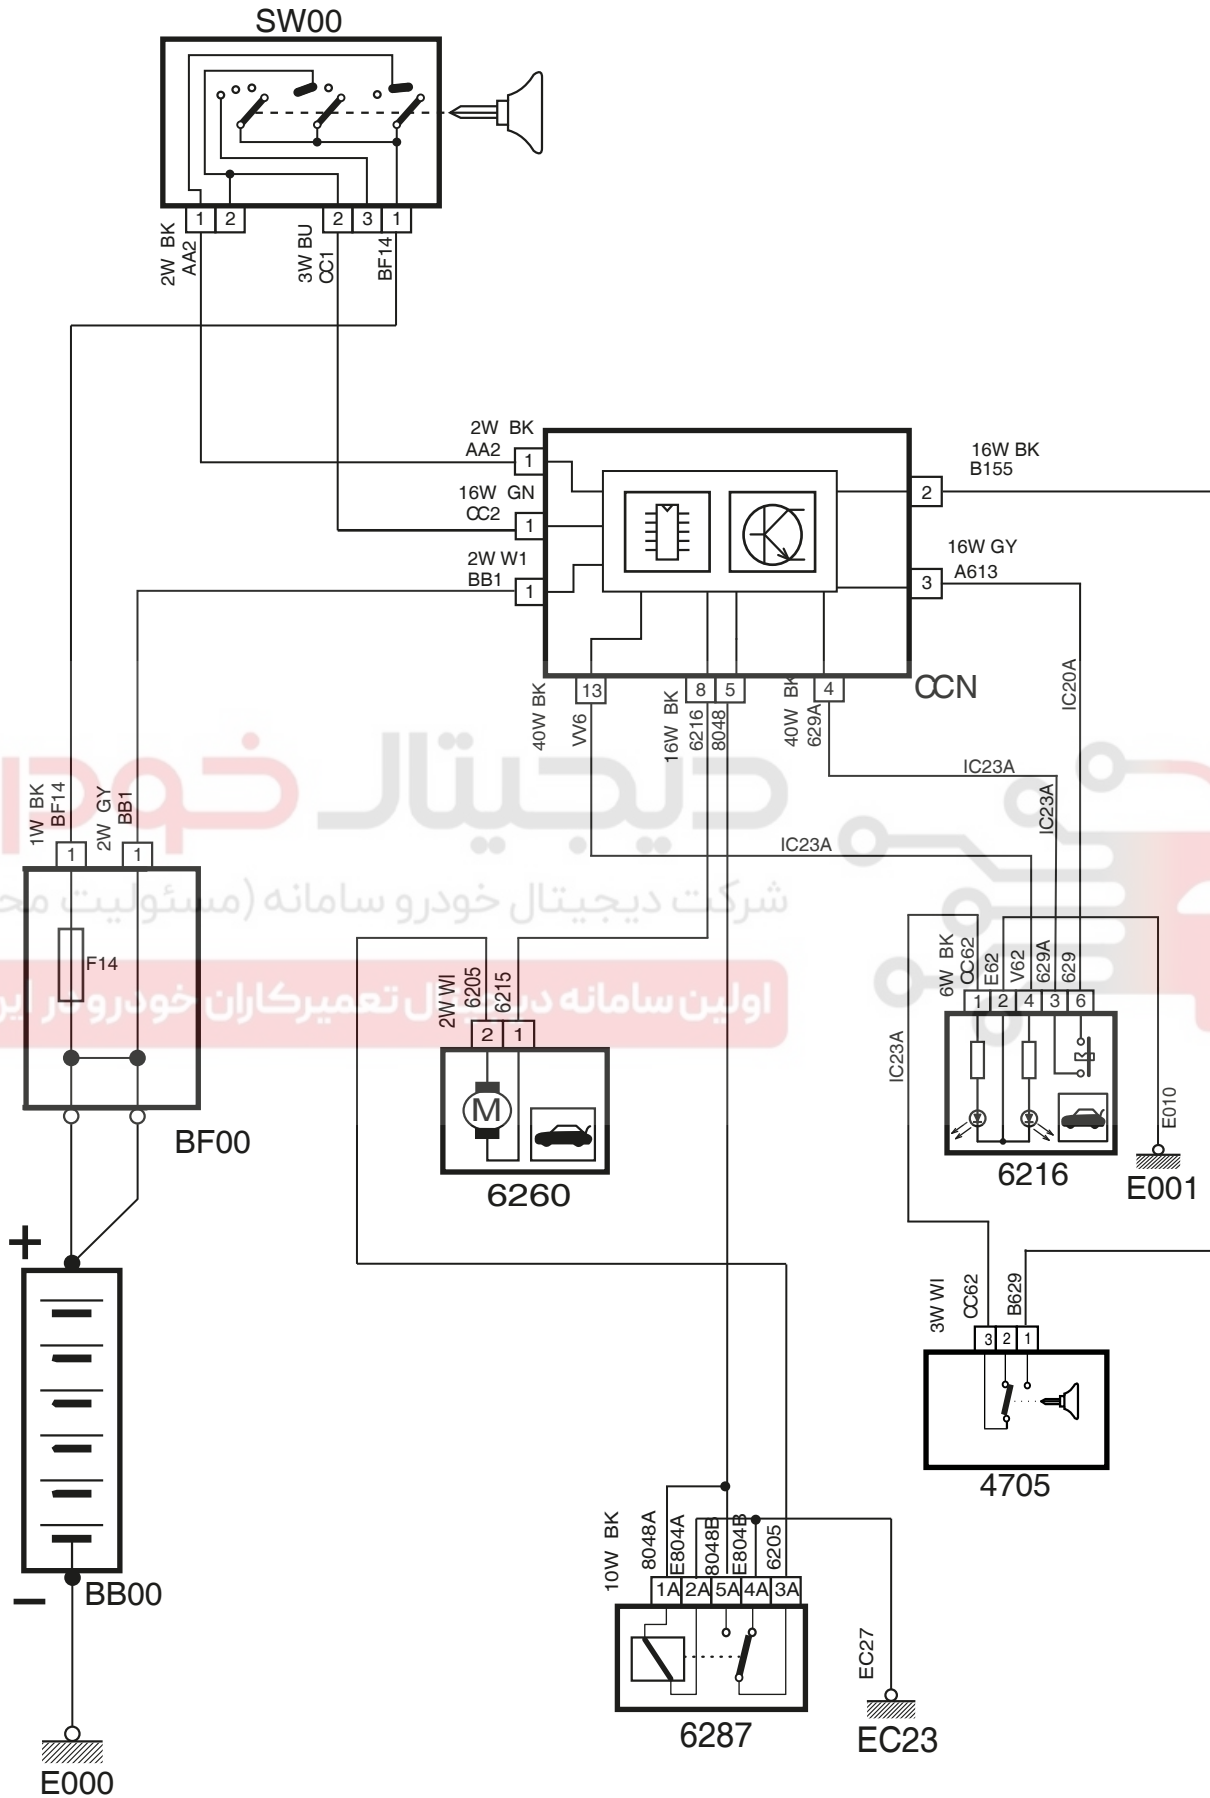 SW00
1 2 2 3 1
2W BK
AA2
3W BU
CC1
BF14
2W BK
AA2
1
16W GN
CC2
1
2W W1
BB1
1
16W BK
B155
2
16W GY
A613
3
CCN
13 8 5 4
40W BK
VV6
16W BK
6216
8048
40W BK
629A
IC20A
IC23A
IC23A
IC23A
دیجیتال خودر
شرکت دیجیتال خودرو سامانه (مسئولیت مح
اولین سامانه دیجیتال تعمیرکاران خودرو در ایر
1W BK
BF14
2W GY
BB1
1 1
F14
BF00
2W WI
6205
6215
2 1
M
6260
6W BK
CC62
E62
V62
629A
629
1 2 4 3 6
IC23A
E010
6216
E001
+
BB00
–
E000
3W WI
CC62
B629
3 2 1
4705
10W BK
8048A
E804A
8048B
E804B
6205
1A 2A 5A 4A 3A
6287
EC27
EC23